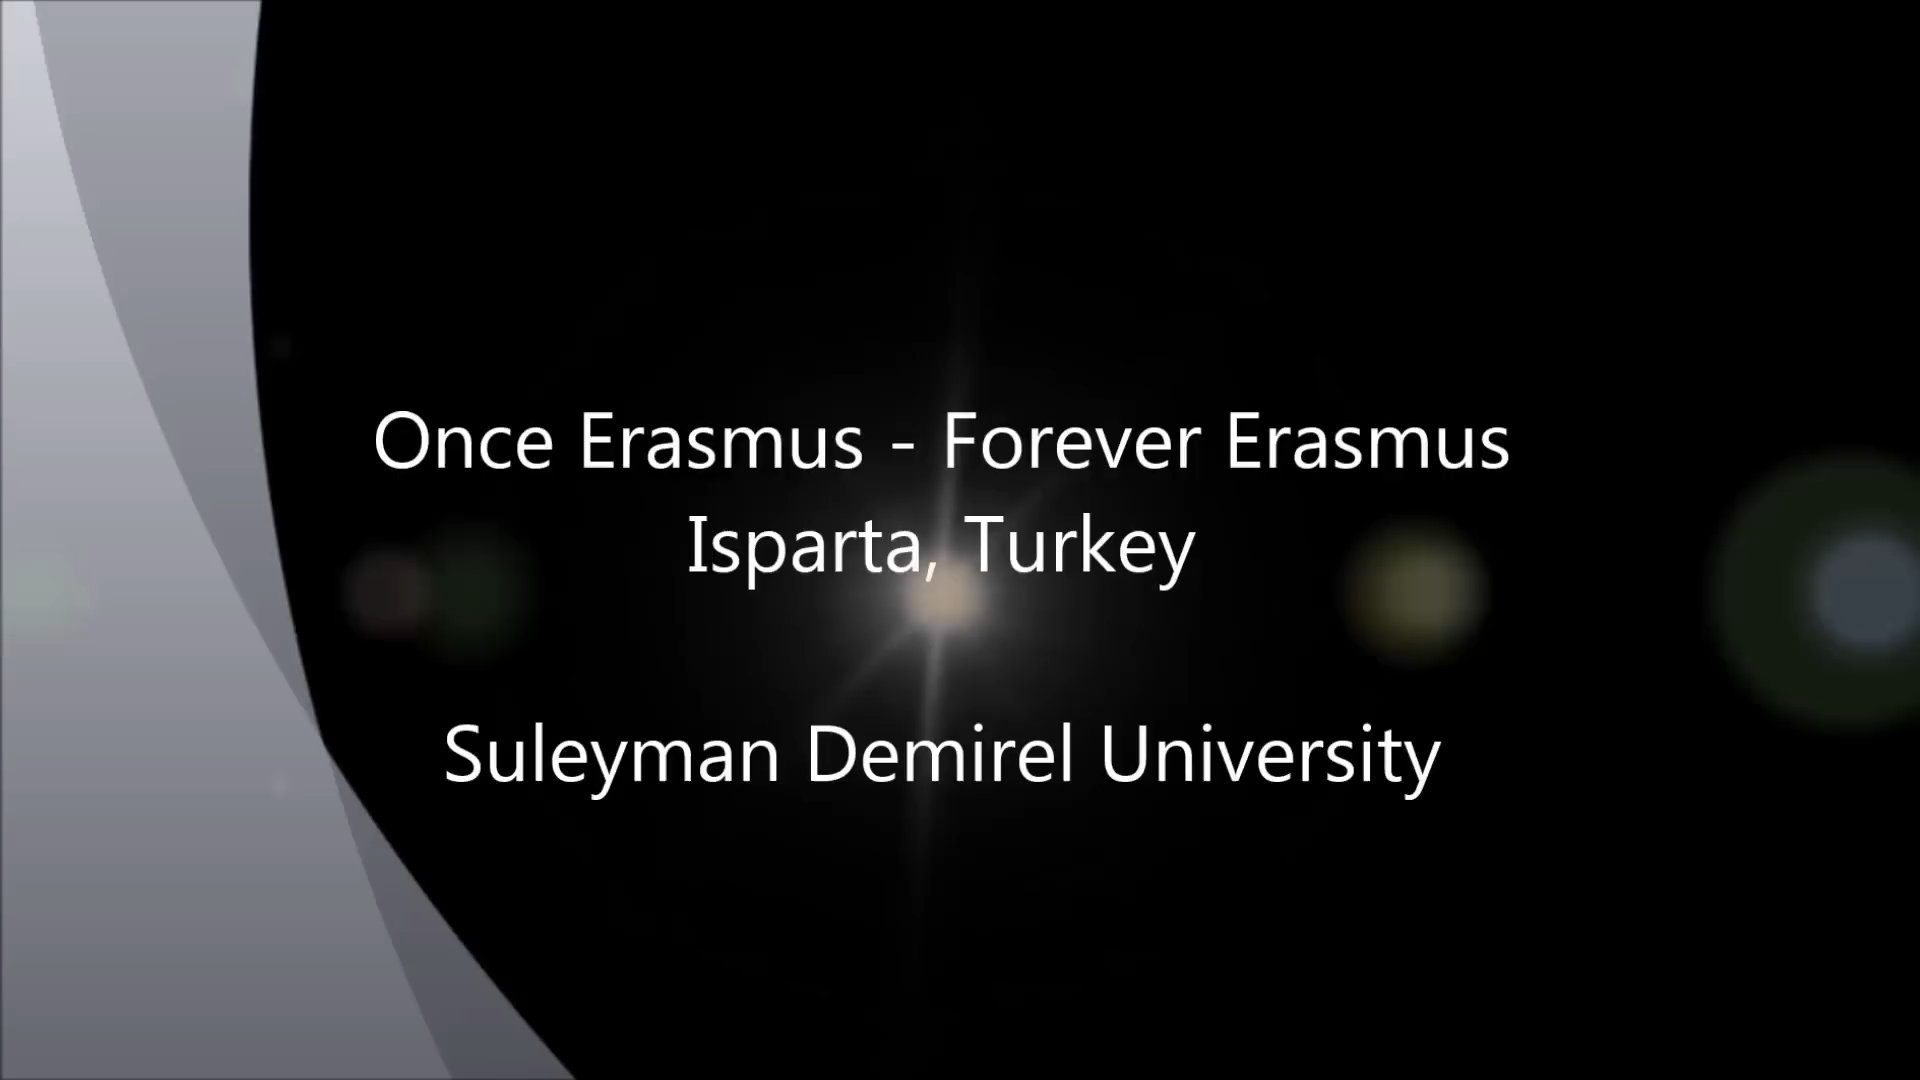 Once Erasmus - Forever Erasmus
Isparta, Turkey
Suleyman Demirel University